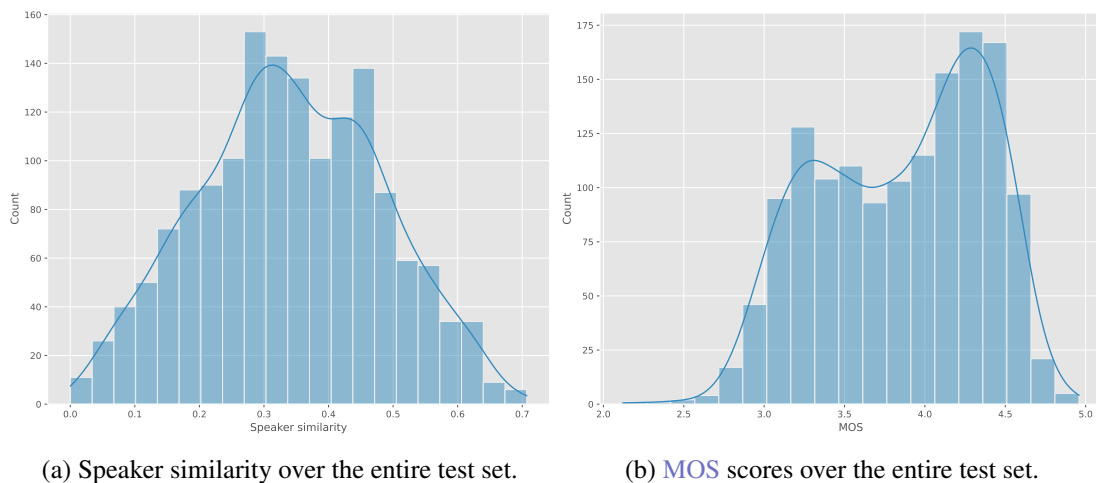 160
140
120
100
80
60
40
20
0
Count
0.0 0.1 0.2 0.3 0.4 0.5 0.6 0.7
Speaker similarity
175
150
125
100
75
50
25
0
Count
2.0 2.5 3.0 3.5 4.0 4.5 5.0
MOS
(a) Speaker similarity over the entire test set.
(b) MOS scores over the entire test set.